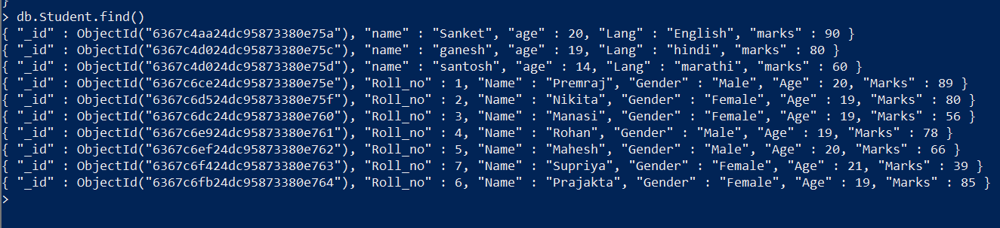 }
> db.Student.find()
{ "_id" : ObjectId("6367c4aa24dc95873380e75a"), "name" : "Sanket", "age" : 20, "Lang" : "English", "marks" : 90 }
{ "_id" : ObjectId("6367c4d024dc95873380e75c"), "name" : "ganesh", "age" : 19, "Lang" : "hindi", "marks" : 80 }
{ "_id" : ObjectId("6367c4d024dc95873380e75d"), "name" : "santosh", "age" : 14, "Lang" : "marathi", "marks" : 60 }
{ "_id" : ObjectId("6367c6ce24dc95873380e75e"), "Roll_no" : 1, "Name" : "Premraj", "Gender" : "Male", "Age" : 20, "Marks" : 89 }
{ "_id" : ObjectId("6367c6d524dc95873380e75f"), "Roll_no" : 2, "Name" : "Nikita", "Gender" : "Female", "Age" : 19, "Marks" : 80 }
{ "_id" : ObjectId("6367c6dc24dc95873380e760"), "Roll_no" : 3, "Name" : "Manasi", "Gender" : "Female", "Age" : 19, "Marks" : 56 }
{ "_id" : ObjectId("6367c6e924dc95873380e761"), "Roll_no" : 4, "Name" : "Rohan", "Gender" : "Male", "Age" : 19, "Marks" : 78 }
{ "_id" : ObjectId("6367c6ef24dc95873380e762"), "Roll_no" : 5, "Name" : "Mahesh", "Gender" : "Male", "Age" : 20, "Marks" : 66 }
{ "_id" : ObjectId("6367c6f424dc95873380e763"), "Roll_no" : 7, "Name" : "Supriya", "Gender" : "Female", "Age" : 21, "Marks" : 39 }
{ "_id" : ObjectId("6367c6fb24dc95873380e764"), "Roll_no" : 6, "Name" : "Prajakta", "Gender" : "Female", "Age" : 19, "Marks" : 85 }
>